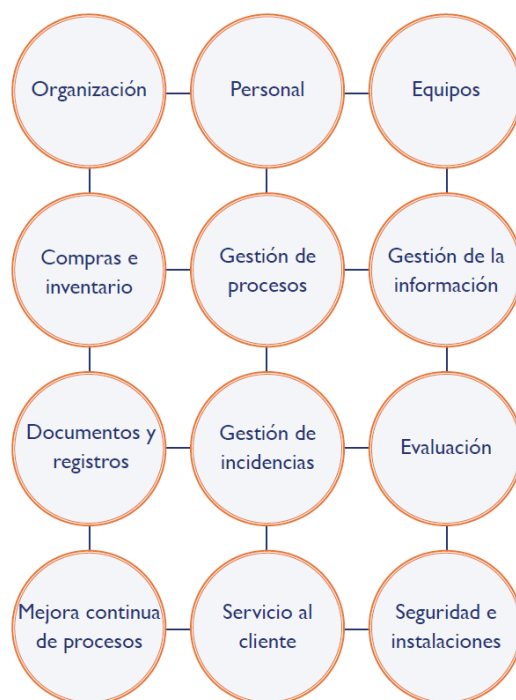 Organización
Personal
Equipos
Compras e
inventario
Gestión de
procesos
Gestión de la
información
Documentos y
registros
Gestión de
incidencias
Evaluación
Mejora continua
de procesos
Servicio al
cliente
Seguridad e
instalaciones